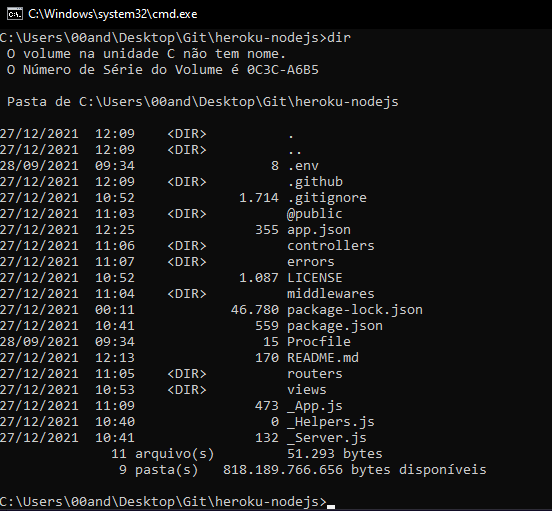 C:\Windows\system32\cmd.exe
C:\Users\00and\Desktop\Git\heroku-nodejs>dir
O volume na unidade C não tem nome.
O Número de Série do Volume é 0C3C-A6B5
Pasta de C:\Users\00and\Desktop\Git\heroku-nodejs
27/12/2021  12:09    <DIR>          .
27/12/2021  12:09    <DIR>          ..
28/09/2021  09:34                 8 .env
27/12/2021  12:09    <DIR>          .github
27/12/2021  10:52             1.714 .gitignore
27/12/2021  11:03    <DIR>          @public
27/12/2021  12:25               355 app.json
27/12/2021  11:06    <DIR>          controllers
27/12/2021  11:07    <DIR>          errors
27/12/2021  10:52             1.087 LICENSE
27/12/2021  11:04    <DIR>          middlewares
27/12/2021  00:11            46.780 package-lock.json
27/12/2021  10:41               559 package.json
28/09/2021  09:34                15 Procfile
27/12/2021  12:13               170 README.md
27/12/2021  11:05    <DIR>          routers
27/12/2021  10:53    <DIR>          views
27/12/2021  11:09               473 _App.js
27/12/2021  10:40                 0 _Helpers.js
27/12/2021  10:41               132 _Server.js
11 arquivo(s)         51.293 bytes
9 pasta(s)   818.189.766.656 bytes disponíveis
C:\Users\00and\Desktop\Git\heroku-nodejs>